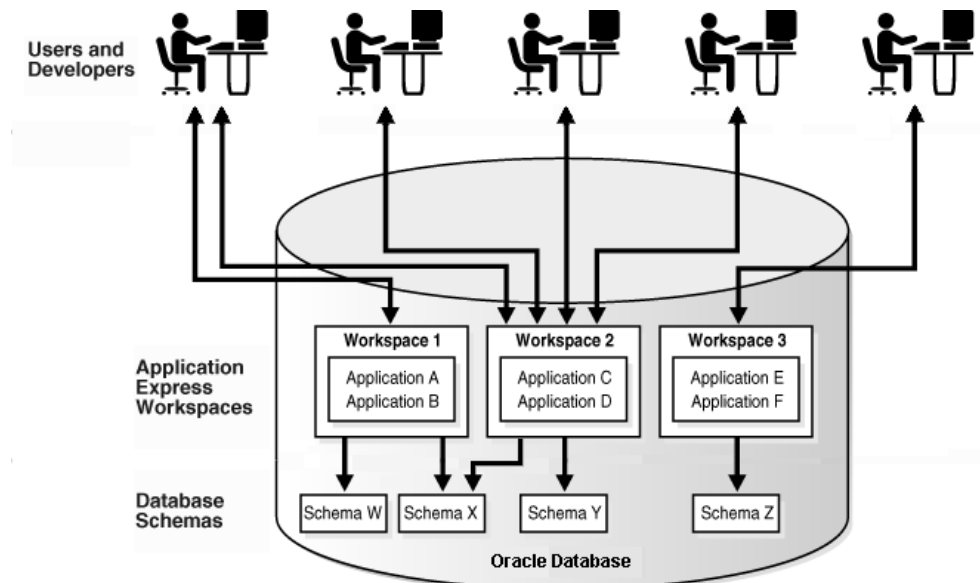 Users and
Developers
Workspace 1
Application A
Application B
Workspace 2
Application C
Application D
Workspace 3
Application E
Application F
Application
Express
Workspaces
Database
Schemas
Schema W
Schema X
Schema Y
Schema Z
Oracle Database